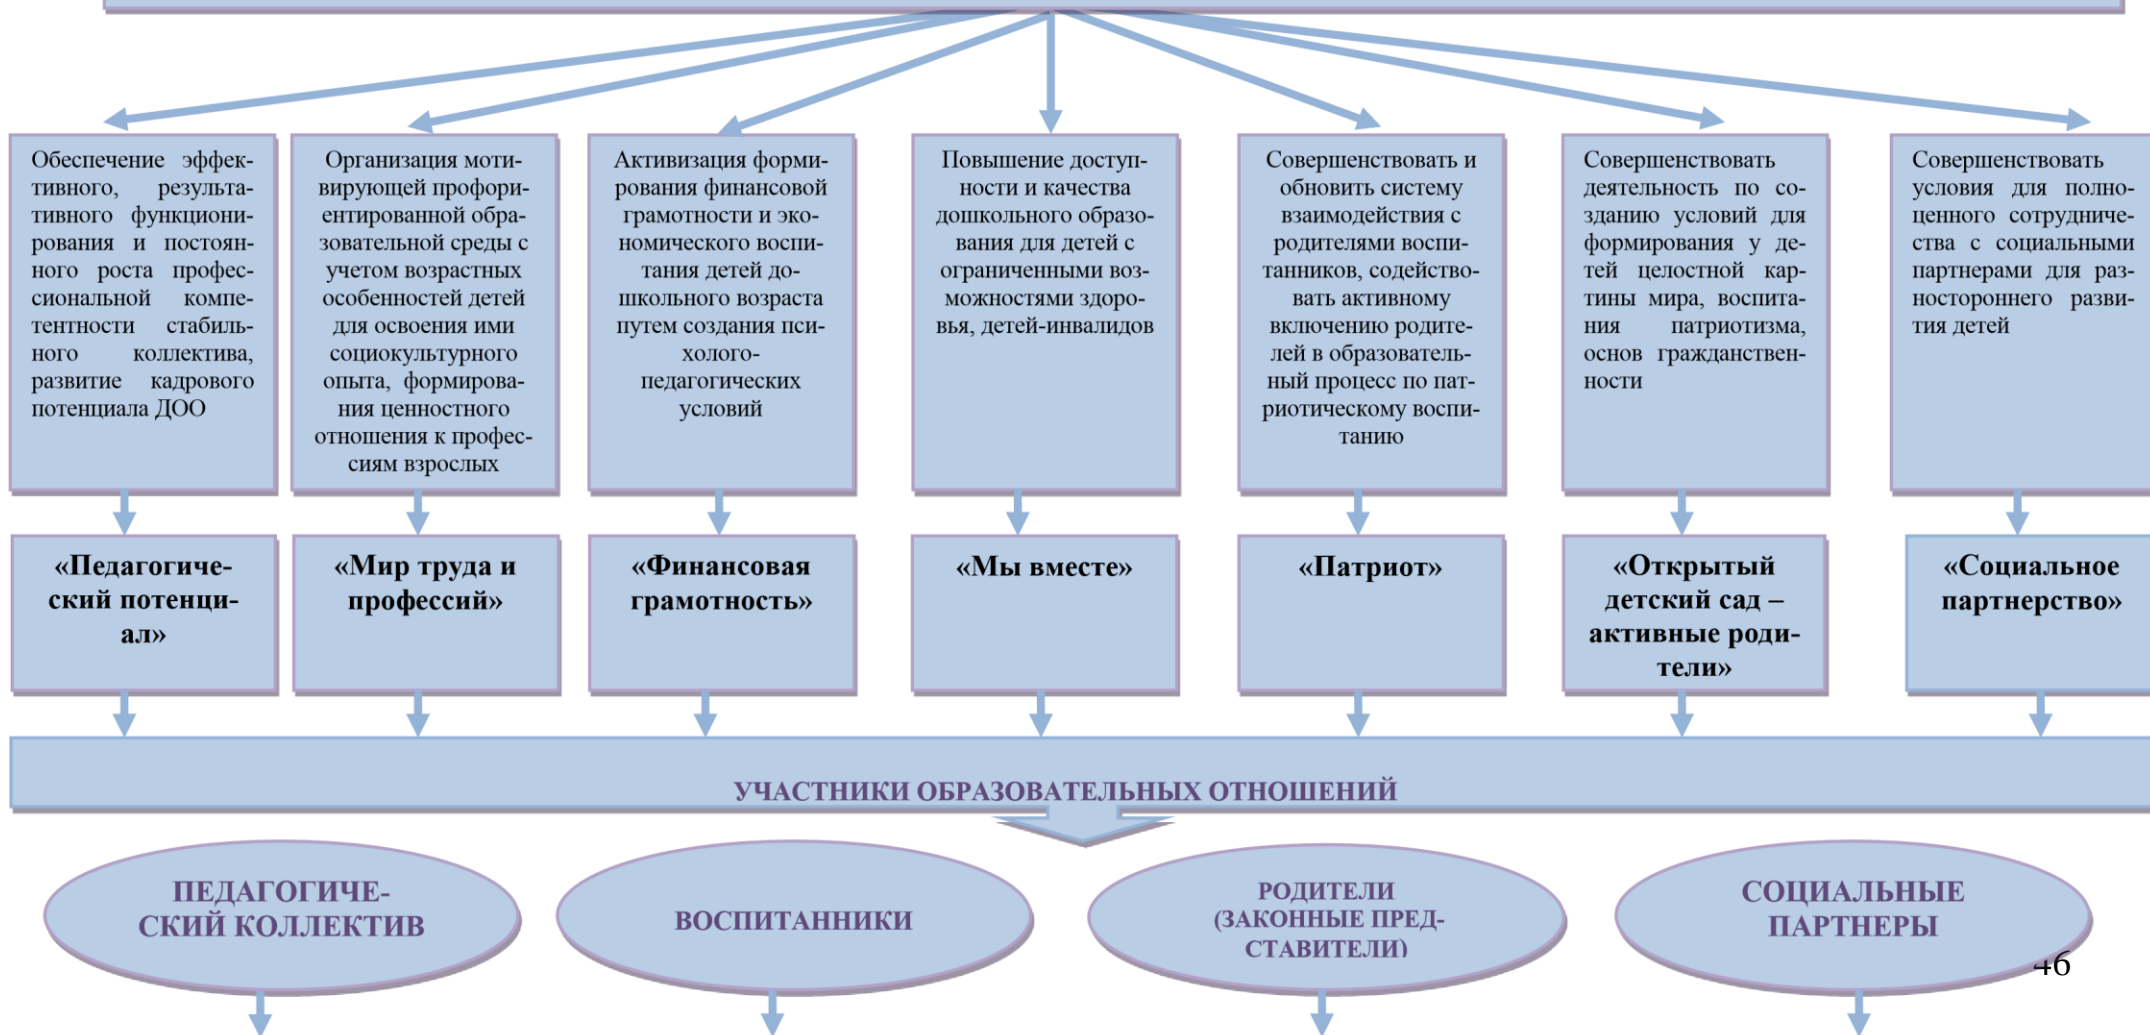 Обеспечение эффек-
тивного, результа-
тивного функциони-
рования и постоян-
ного роста профес-
сиональной компе-
тентности стабиль-
ного коллектива,
развитие кадрового
потенциала ДОО
Организация моти-
вирующей профори-
ентированной обра-
зовательной среды с
учетом возрастных
особенностей детей
для освоения ими
социокультурного
опыта, формирова-
ния ценностного
отношения к профес-
сиям взрослых
Активизация форми-
рования финансовой
грамотности и эко-
номического воспи-
тания детей до-
школьного возраста
путем создания пси-
холого-
педагогических
условий
Повышение доступ-
ности и качества
дошкольного образо-
вания для детей с
ограниченными воз-
можностями здоро-
вья, детей-инвалидов
Совершенствовать и
обновить систему
взаимодействия с
родителями воспи-
танников, содейство-
вать активному
включению родите-
лей в образователь-
ный процесс по пат-
риотическому воспи-
танию
Совершенствовать
деятельность по со-
зданию условий для
формирования у де-
тей целостной кар-
тины мира, воспита-
ния патриотизма,
основ гражданствен-
ности
Совершенствовать
условия для полно-
ценного сотрудниче-
ства с социальными
партнерами для раз-
ностороннего разви-
тия детей
«Педагогиче-
ский потенци-
ал»
«Мир труда и
профессий»
«Финансовая
грамотность»
«Мы вместе»
«Патриот»
«Открытый
детский сад –
активные роди-
тели»
«Социальное
партнерство»
УЧАСТНИКИ ОБРАЗОВАТЕЛЬНЫХ ОТНОШЕНИЙ
ПЕДАГОГИЧЕ-
СКИЙ КОЛЛЕКТИВ
ВОСПИТАННИКИ
РОДИТЕЛИ
(ЗАКОННЫЕ ПРЕД-
СТАВИТЕЛИ)
СОЦИАЛЬНЫЕ
ПАРТНЕРЫ
46